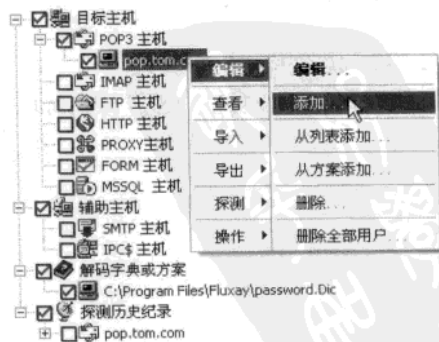 目标主机
POP3 主机
pop.tom.c
编辑
编辑...
IMAP 主机
查看
添加...
FTP 主机
HTTP 主机
导入
从列表添加...
PROXY主机
FORM 主机
导出
从方案添加...
MSSQL 主机
探测
删除...
辅助主机
SMTP 主机
操作
删除全部用户...
IPC$ 主机
解码字典或方案
C:\Program Files\Fluxay\password.Dic
探测历史纪录
pop.tom.com